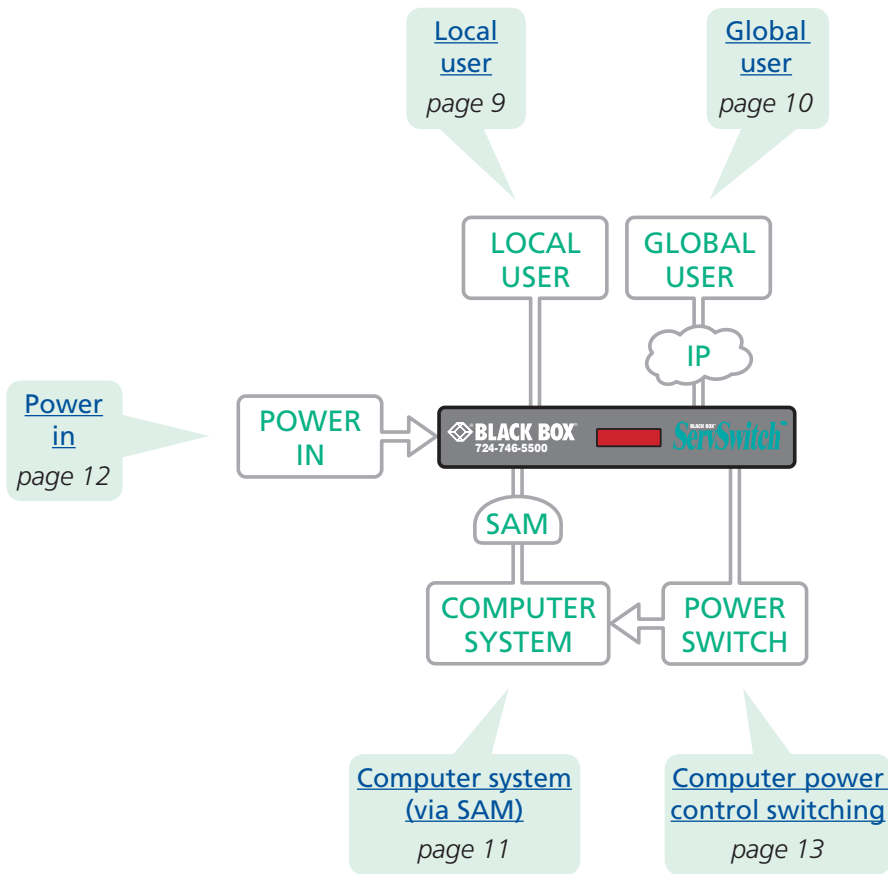 Local
user
page 9
Global
user
page 10
LOCAL
USER
GLOBAL
USER
IP
Power
in
page 12
POWER
IN
BLACK BOX®
724-746-5500
BLACK BOX®
ServSwitch™
SAM
COMPUTER
SYSTEM
POWER
SWITCH
Computer system
(via SAM)
page 11
Computer power
control switching
page 13